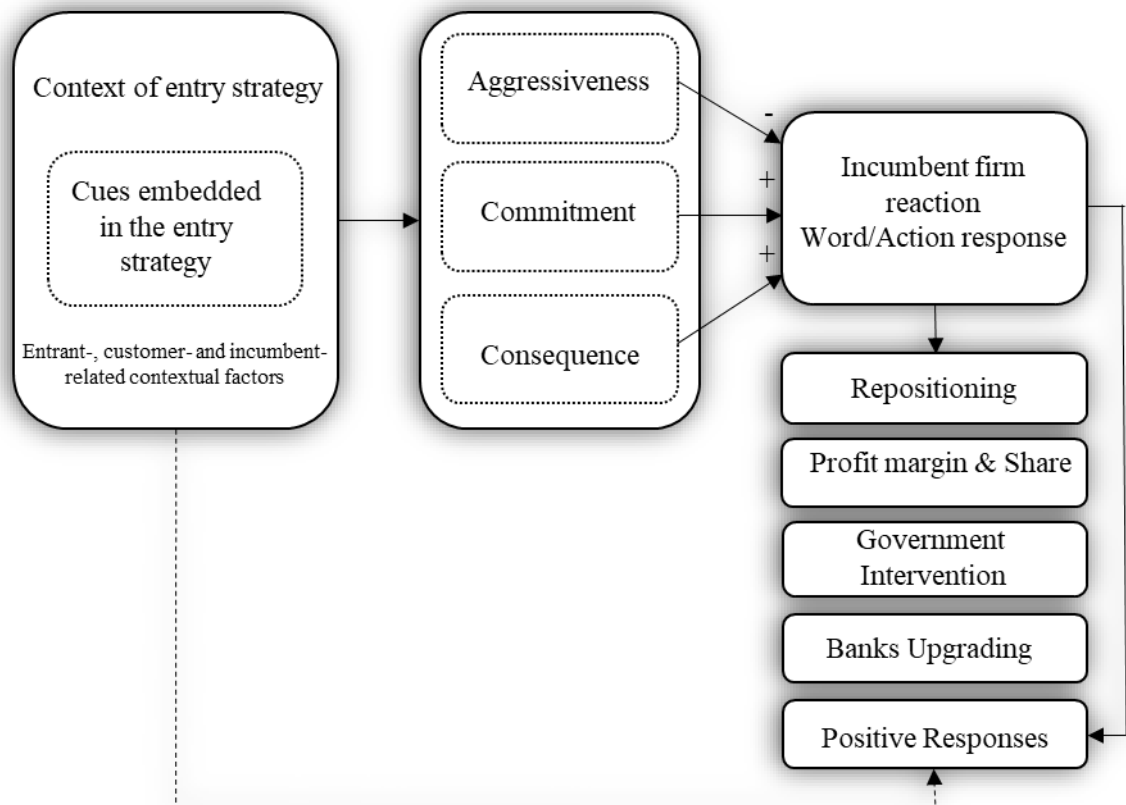 Context of entry strategy
Cues embedded
in the entry
strategy
Entrant-, customer- and incumbent-
related contextual factors
Aggressiveness
Commitment
Consequence
-
+
+
Incumbent firm
reaction
Word/Action response
Repositioning
Profit margin & Share
Government
Intervention
Banks Upgrading
Positive Responses